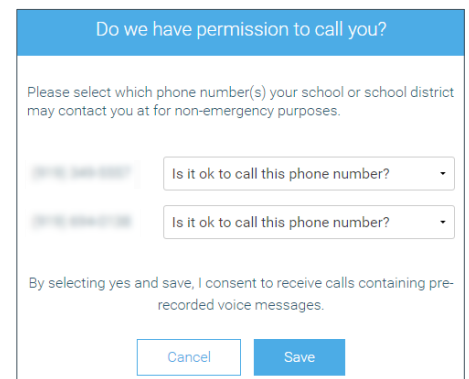 Do we have permission to call you?
Please select which phone number(s) your school or school district
may contact you at for non-emergency purposes.
Is it ok to call this phone number?
Is it ok to call this phone number?
By selecting yes and save, I consent to receive calls containing pre-
recorded voice messages.
Cancel Save